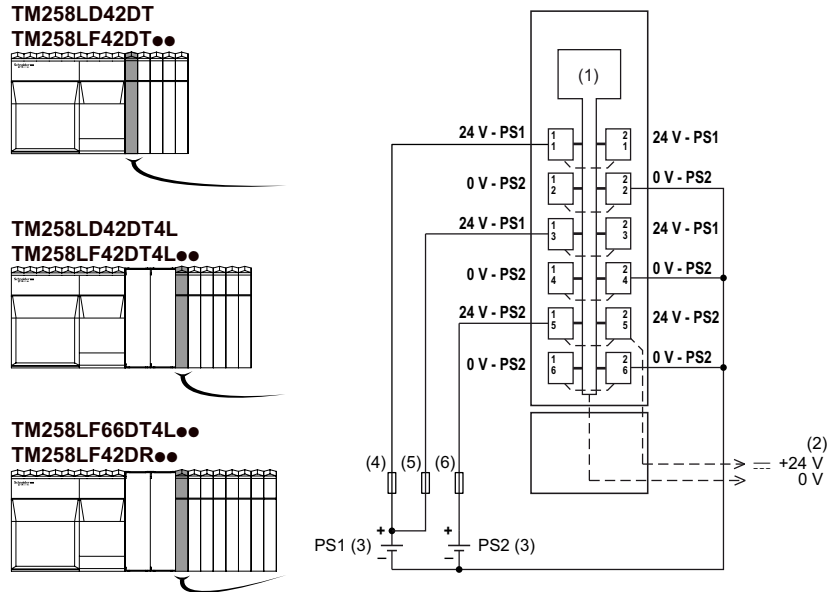 TM258LD42DT
TM258LF42DT●●
Schneider
TM258LD42DT4L
TM258LF42DT4L●●
Schneider
TM258LF66DT4L●●
TM258LF42DR●●
Schneider
(1)
24 V - PS1
1 1
2 1
24 V - PS1
0 V - PS2
1 2
2 2
0 V - PS2
24 V - PS1
1 3
2 3
24 V - PS1
0 V - PS2
1 4
2 4
0 V - PS2
24 V - PS2
1 5
2 5
24 V - PS2
0 V - PS2
1 6
2 6
0 V - PS2
(2)
+24 V
0 V
(4) (5) (6)
+ +
PS1 (3) PS2 (3)
– –